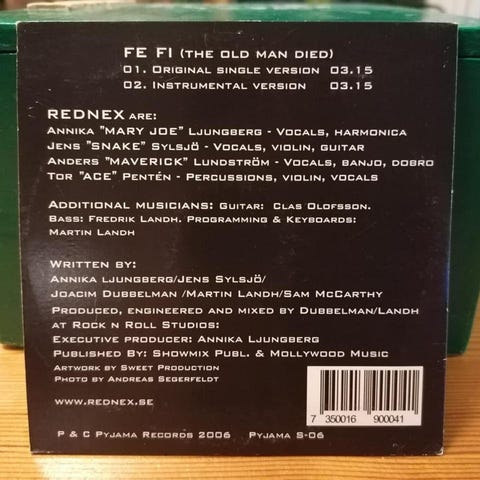 FE FI (THE OLD MAN DIED)
01. ORIGINAL SINGLE VERSION 03.15
02. INSTRUMENTAL VERSION 03.15
REDNEX ARE:
ANNIKA "MARY JOE" LJUNGBERG - VOCALS, HARMONICA
JENS "SNAKE" SYLSJÖ - VOCALS, VIOLIN, GUITAR
ANDERS "MAVERICK" LUNDSTRÖM - VOCALS, BANJO, DOBRO
TOR "ACE" PENTÉN - PERCUSSIONS, VIOLIN, VOCALS
ADDITIONAL MUSICIANS: GUITAR: CLAS OLOFSSON.
BASS: FREDRIK LANDH. PROGRAMMING & KEYBOARDS:
MARTIN LANDH
WRITTEN BY:
ANNIKA LJUNGBERG/JENS SYLSJÖ/
JOACIM DUBBELMAN /MARTIN LANDH/SAM MCCARTHY
PRODUCED, ENGINEERED AND MIXED BY DUBBELMAN/LANDH
AT ROCK N ROLL STUDIOS:
EXECUTIVE PRODUCER: ANNIKA LJUNGBERG
PUBLISHED BY: SHOWMIX PUBL. & MOLLYWOOD MUSIC
ARTWORK BY SWEET PRODUCTION
PHOTO BY ANDREAS SEGERFELDT
WWW.REDNEX.SE
7 350016 900041
P & C PYJAMA RECORDS 2006 PYJAMA S-06